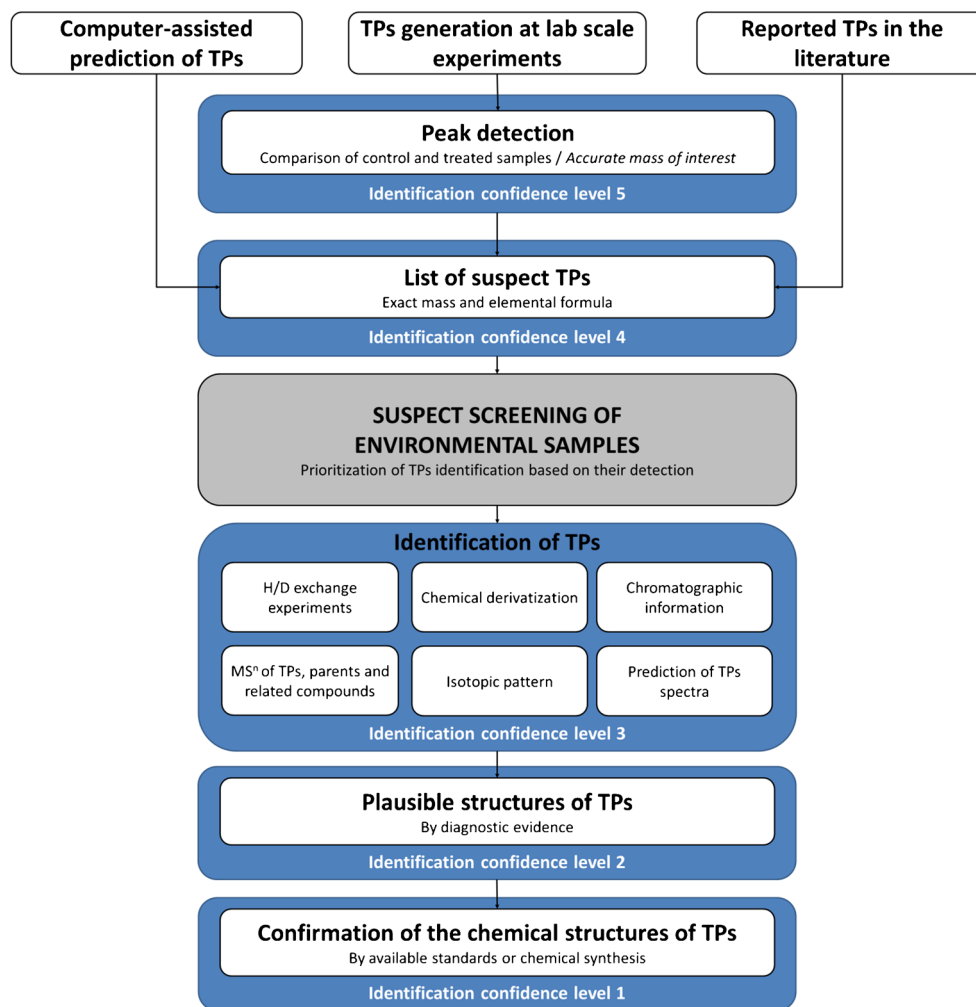 Computer-assisted
prediction of TPs
TPs generation at lab scale
experiments
Reported TPs in the
literature
Peak detection
Comparison of control and treated samples / Accurate mass of interest
Identification confidence level 5
List of suspect TPs
Exact mass and elemental formula
Identification confidence level 4
SUSPECT SCREENING OF
ENVIRONMENTAL SAMPLES
Prioritization of TPs identification based on their detection
Identification of TPs
H/D exchange
experiments
Chemical derivatization
Chromatographic
information
MSⁿ of TPs, parents and
related compounds
Isotopic pattern
Prediction of TPs
spectra
Identification confidence level 3
Plausible structures of TPs
By diagnostic evidence
Identification confidence level 2
Confirmation of the chemical structures of TPs
By available standards or chemical synthesis
Identification confidence level 1